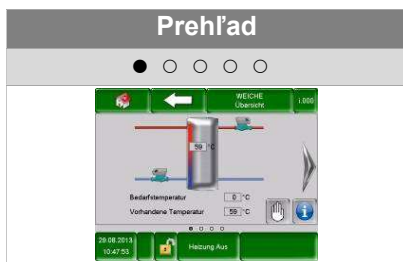 Prehľad
WEICHE
Übersicht
i.000
59 °C
Bedarfstemperatur 0 °C
Vorhandene Temperatur 59 °C
i
29.08.2013
10:47:53
Heizung Aus